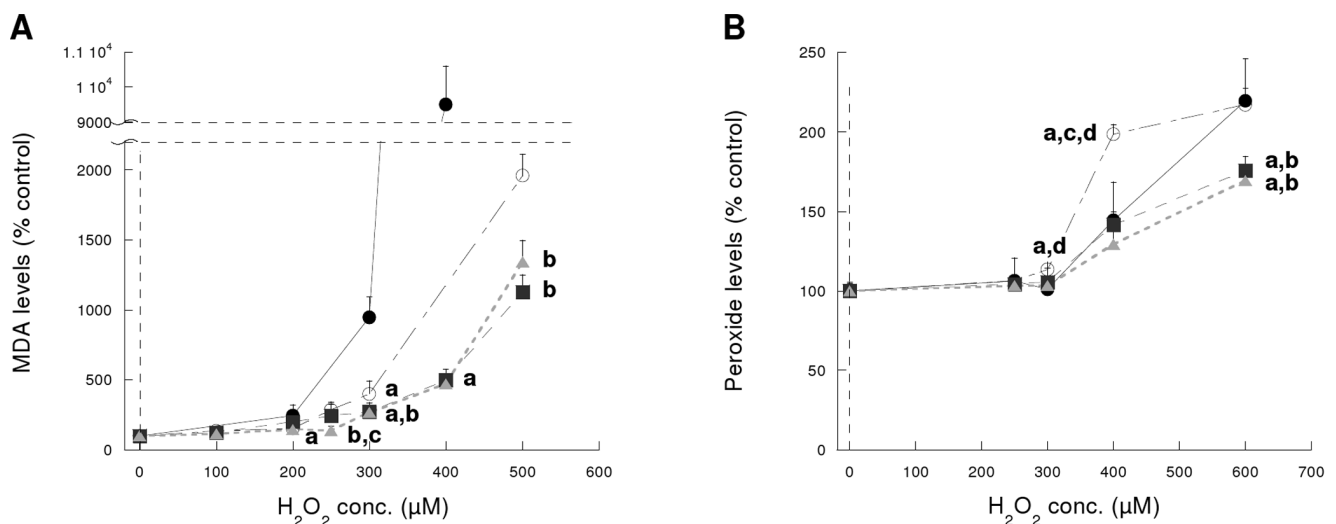 A
MDA levels (% control)
1.1 10⁴
1 10⁴
9000
2000
1500
1000
500
0
a
b,c
a
a,b
a
b
b
0 100 200 300 400 500 600
H₂O₂ conc. (µM)
B
Peroxide levels (% control)
250
200
150
100
50
0
a,c,d
a,d
a,b
a,b
0 100 200 300 400 500 600 700
H₂O₂ conc. (µM)